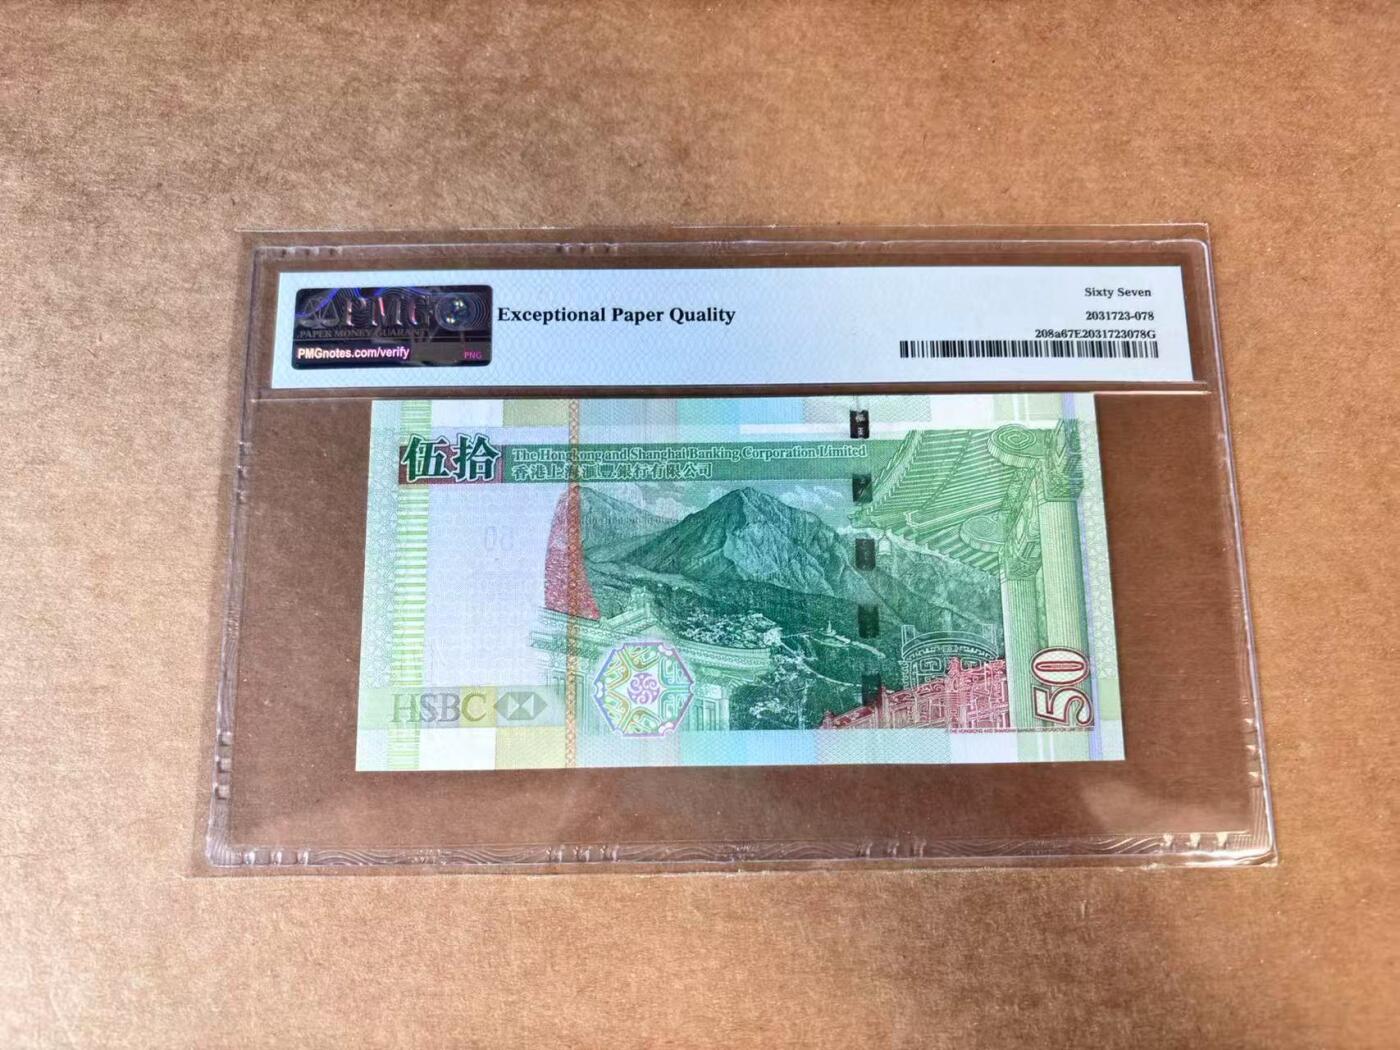 PMG
PAPER MONEY GUARANTY
PMGnotes.com/verify
PNG
Exceptional Paper Quality
Sixty Seven
2031723-078
208a67E2031723078G
伍拾
The Hongkong and Shanghai Banking Corporation Limited
香港上海滙豐銀行有限公司
HSBC
50